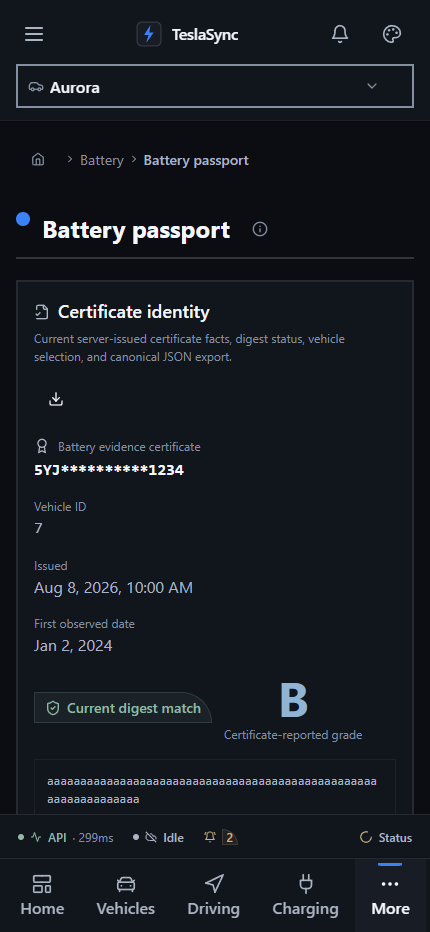 TeslaSync
Aurora
Battery > Battery passport
Battery passport
Certificate identity
Current server-issued certificate facts, digest status, vehicle
selection, and canonical JSON export.
Battery evidence certificate
5YJ**********1234
Vehicle ID
7
Issued
Aug 8, 2026, 10:00 AM
First observed date
Jan 2, 2024
Current digest match
B
Certificate-reported grade
aaaaaaaaaaaaaaaaaaaaaaaaaaaaaaaaaaaaaaaaaaaaaaaaaa
aaaaaaaaaaaaaa
API · 299ms
Idle
2
Status
Home
Vehicles
Driving
Charging
More